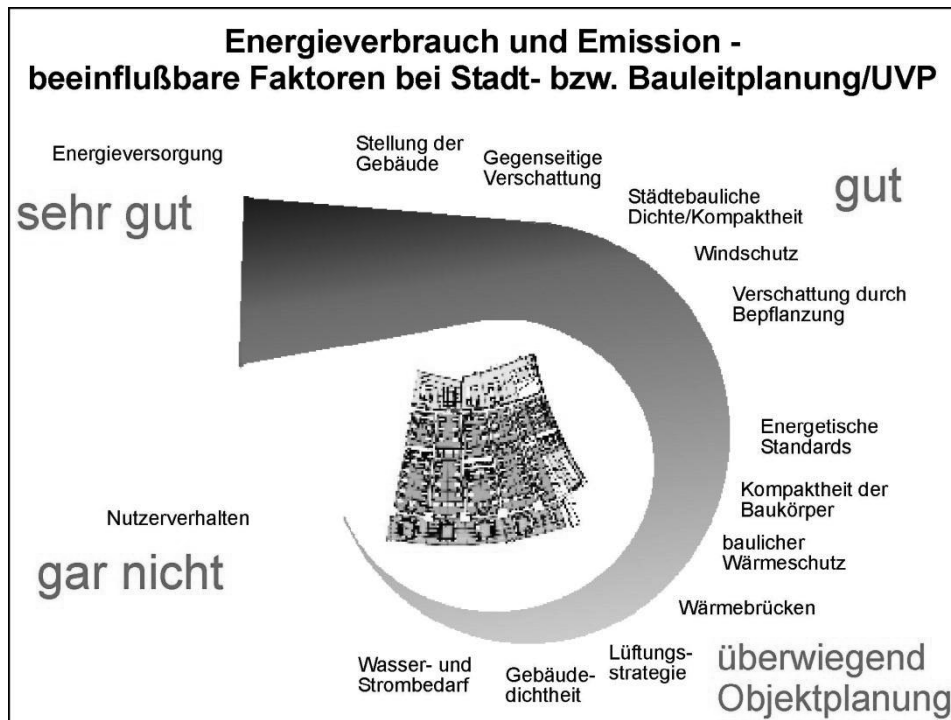 Energieverbrauch und Emission -
beeinflußbare Faktoren bei Stadt- bzw. Bauleitplanung/UVP
Energieversorgung
sehr gut
Stellung der
Gebäude
Gegenseitige
Verschattung
Städtebauliche
Dichte/Kompaktheit
gut
Windschutz
Verschattung durch
Bepflanzung
Energetische
Standards
Kompaktheit der
Baukörper
baulicher
Wärmeschutz
Wärmebrücken
überwiegend
Objektplanung
Lüftungs-
strategie
Gebäude-
dichtheit
Wasser- und
Strombedarf
Nutzerverhalten
gar nicht